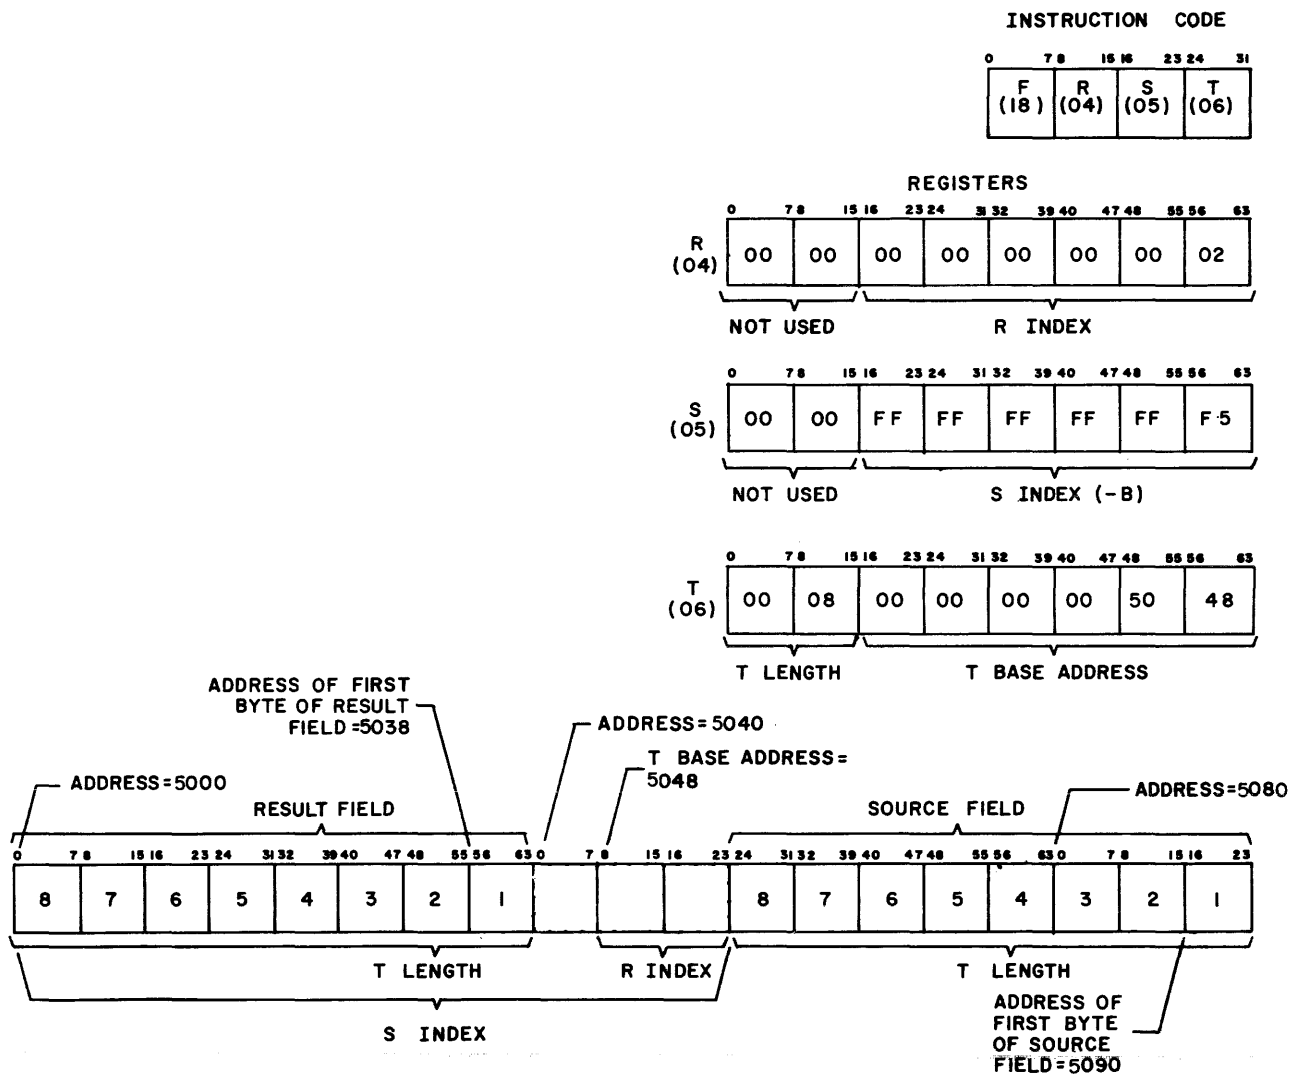 INSTRUCTION CODE
0 7 8 15 16 23 24 31
F R S T
(18) (04) (05) (06)
REGISTERS
0 7 8 15 16 23 24 31 32 39 40 47 48 55 56 63
R
(04)
00 00 00 00 00 00 00 02
NOT USED R INDEX
0 7 8 15 16 23 24 31 32 39 40 47 48 55 56 63
S
(05)
00 00 FF FF FF FF FF F5
NOT USED S INDEX (-B)
0 7 8 15 16 23 24 31 32 39 40 47 48 55 56 63
T
(06)
00 08 00 00 00 00 50 48
T LENGTH T BASE ADDRESS
ADDRESS OF FIRST
BYTE OF RESULT
FIELD=5038
ADDRESS=5040
T BASE ADDRESS=
5048
ADDRESS=5000
ADDRESS=5080
RESULT FIELD
SOURCE FIELD
0 7 8 15 16 23 24 31 32 39 40 47 48 55 56 63 0 7 8 15 16 23 24 31 32 39 40 47 48 55 56 63 0 7 8 15 16 23
8 7 6 5 4 3 2 1 8 7 6 5 4 3 2 1
T LENGTH R INDEX T LENGTH
S INDEX
ADDRESS OF
FIRST BYTE
OF SOURCE
FIELD=5090